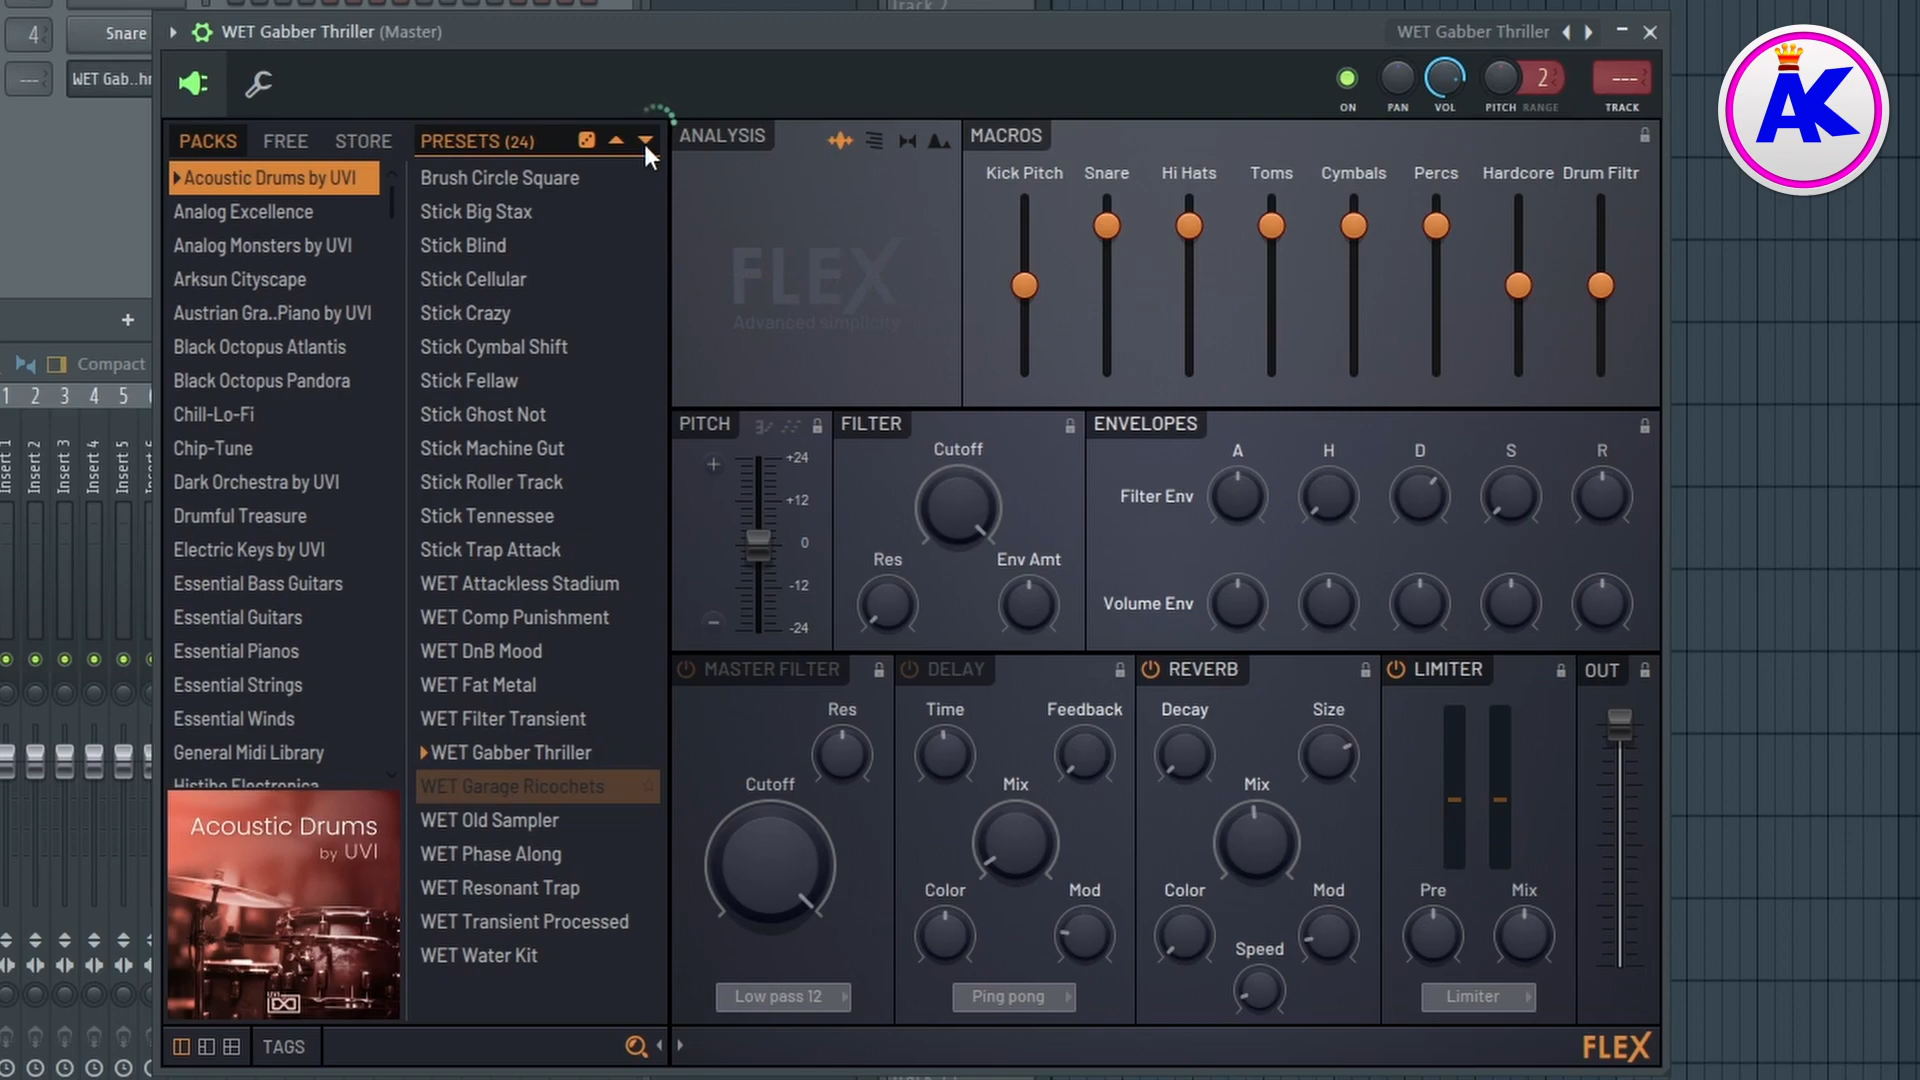 Track 2
4
Snare
---
WET Gab..hr
WET Gabber Thriller (Master)
WET Gabber Thriller
ON
PAN
VOL
PITCH
2
RANGE
---
TRACK
AK
PACKS
FREE
STORE
PRESETS (24)
Acoustic Drums by UVI
Analog Excellence
Analog Monsters by UVI
Arksun Cityscape
Austrian Gra..Piano by UVI
Black Octopus Atlantis
Black Octopus Pandora
Chill-Lo-Fi
Chip-Tune
Dark Orchestra by UVI
Drumful Treasure
Electric Keys by UVI
Essential Bass Guitars
Essential Guitars
Essential Pianos
Essential Strings
Essential Winds
General Midi Library
Histibe Electronica
Acoustic Drums
by UVI
UVI
Brush Circle Square
Stick Big Stax
Stick Blind
Stick Cellular
Stick Crazy
Stick Cymbal Shift
Stick Fellaw
Stick Ghost Not
Stick Machine Gut
Stick Roller Track
Stick Tennessee
Stick Trap Attack
WET Attackless Stadium
WET Comp Punishment
WET DnB Mood
WET Fat Metal
WET Filter Transient
WET Gabber Thriller
WET Garage Ricochets
WET Old Sampler
WET Phase Along
WET Resonant Trap
WET Transient Processed
WET Water Kit
ANALYSIS
FLEX
Advanced simplicity
MACROS
Kick Pitch
Snare
Hi Hats
Toms
Cymbals
Percs
Hardcore
Drum Filtr
PITCH
+24
+12
0
-12
-24
FILTER
Cutoff
Res
Env Amt
ENVELOPES
A
H
D
S
R
Filter Env
Volume Env
MASTER FILTER
Res
Cutoff
Low pass 12
DELAY
Time
Feedback
Mix
Color
Mod
Ping pong
REVERB
Decay
Size
Mix
Color
Mod
Speed
LIMITER
Pre
Mix
Limiter
OUT
TAGS
FLEX
Compact
1
2
3
4
5
Insert 1
Insert 2
Insert 3
Insert 4
Insert 5